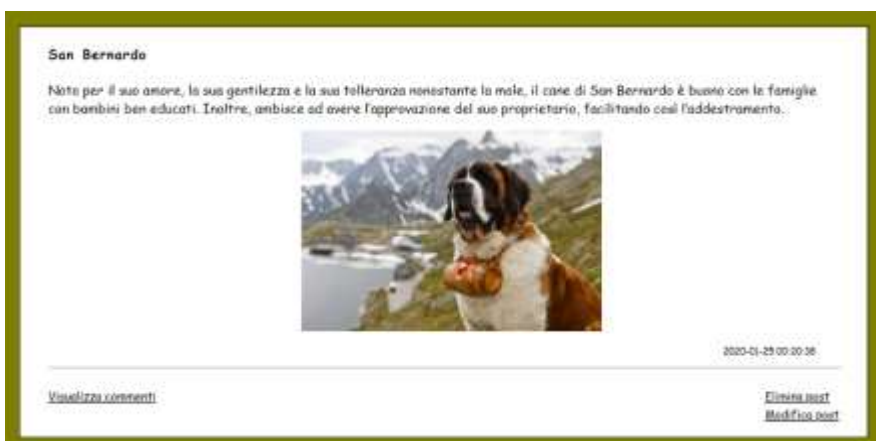 San Bernardo
Noto per il suo amore, la sua gentilezza e la sua tolleranza nonostante la mole, il cane di San Bernardo è buono con le famiglie
con bambini ben educati. Inoltre, ambisce ad avere l'approvazione del suo proprietario, facilitando così l'addestramento.
2020-01-29 00:20:38
Visualizza commenti
Elimina post
Modifica post